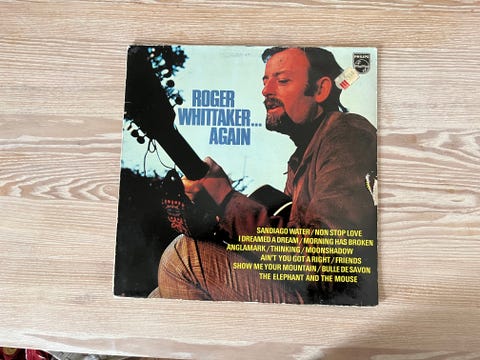 PHILIPS
ROGER
WHITTAKER...
AGAIN
SANDIAGO WATER/NON STOP LOVE
I DREAMED A DREAM/MORNING HAS BROKEN
ANGLAMARK/THINKING/MOONSHADOW
AIN'T YOU GOT A RIGHT/FRIENDS
SHOW ME YOUR MOUNTAIN/BULLE DE SAVON
THE ELEPHANT AND THE MOUSE